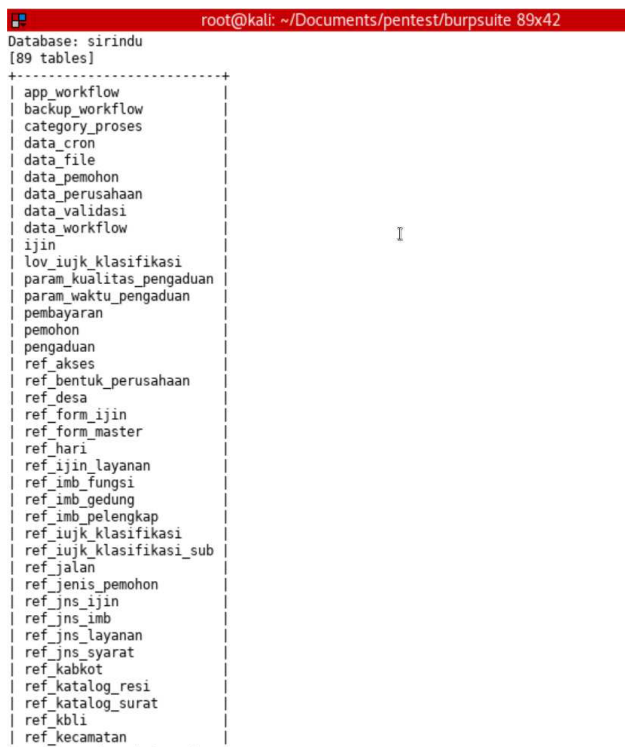 root@kali: ~/Documents/pentest/burpsuite 89x42
Database: sirindu
[89 tables]
+--------------------------+
| app_workflow |
| backup_workflow |
| category_proses |
| data_cron |
| data_file |
| data_pemohon |
| data_perusahaan |
| data_validasi |
| data_workflow |
| ijin |
| lov_iujk_klasifikasi |
| param_kualitas_pengaduan |
| param_waktu_pengaduan |
| pembayaran |
| pemohon |
| pengaduan |
| ref_akses |
| ref_bentuk_perusahaan |
| ref_desa |
| ref_form_ijin |
| ref_form_master |
| ref_hari |
| ref_ijin_layanan |
| ref_imb_fungsi |
| ref_imb_gedung |
| ref_imb_pelengkap |
| ref_iujk_klasifikasi |
| ref_iujk_klasifikasi_sub |
| ref_jalan |
| ref_jenis_pemohon |
| ref_jns_ijin |
| ref_jns_imb |
| ref_jns_layanan |
| ref_jns_syarat |
| ref_kabkot |
| ref_katalog_resi |
| ref_katalog_surat |
| ref_kbli |
| ref_kecamatan |